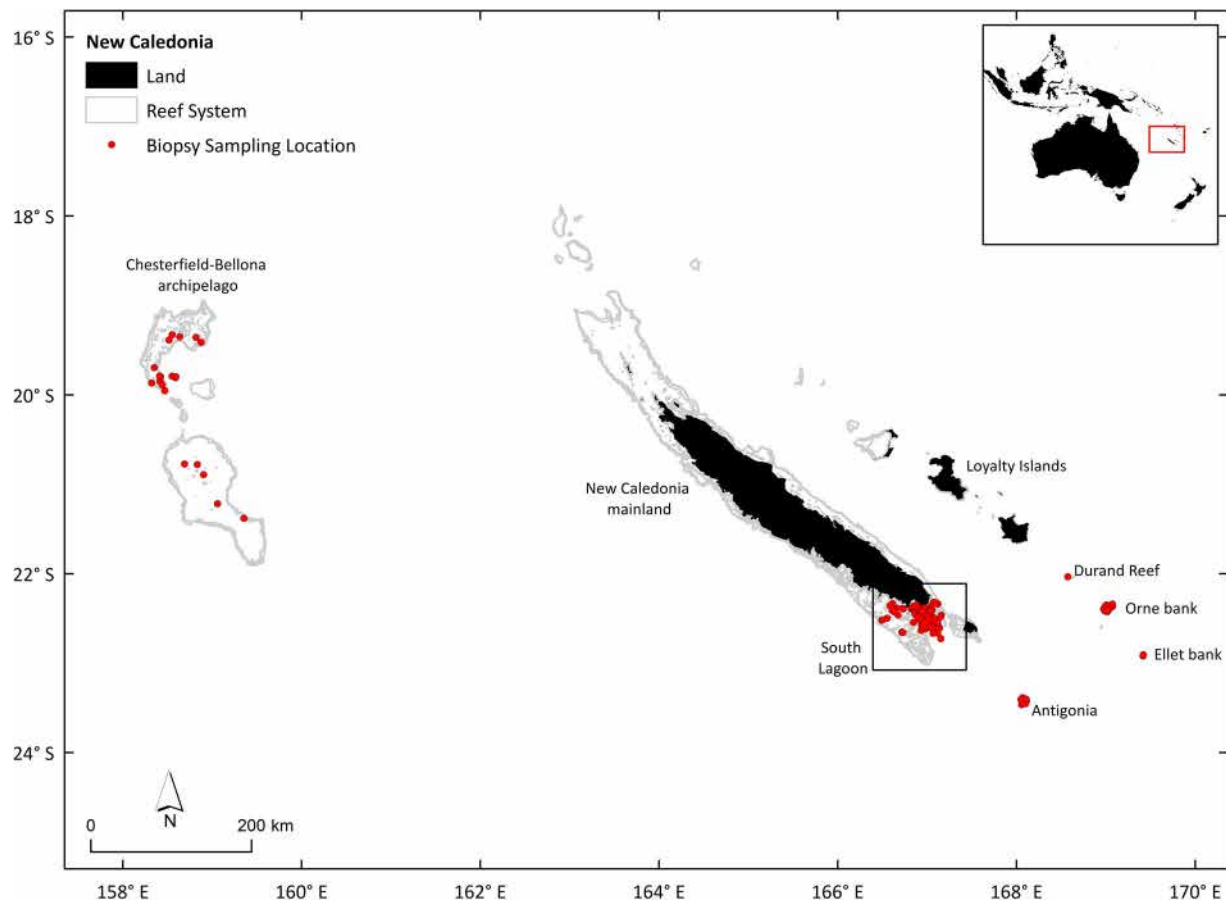 New Caledonia
Land
Reef System
Biopsy Sampling Location
16° S
18° S
20° S
22° S
24° S
Chesterfield-Bellona
archipelago
New Caledonia
mainland
Loyalty Islands
Durand Reef
Orne bank
Ellet bank
South
Lagoon
Antigonia
N
0 200 km
158° E 160° E 162° E 164° E 166° E 168° E 170° E